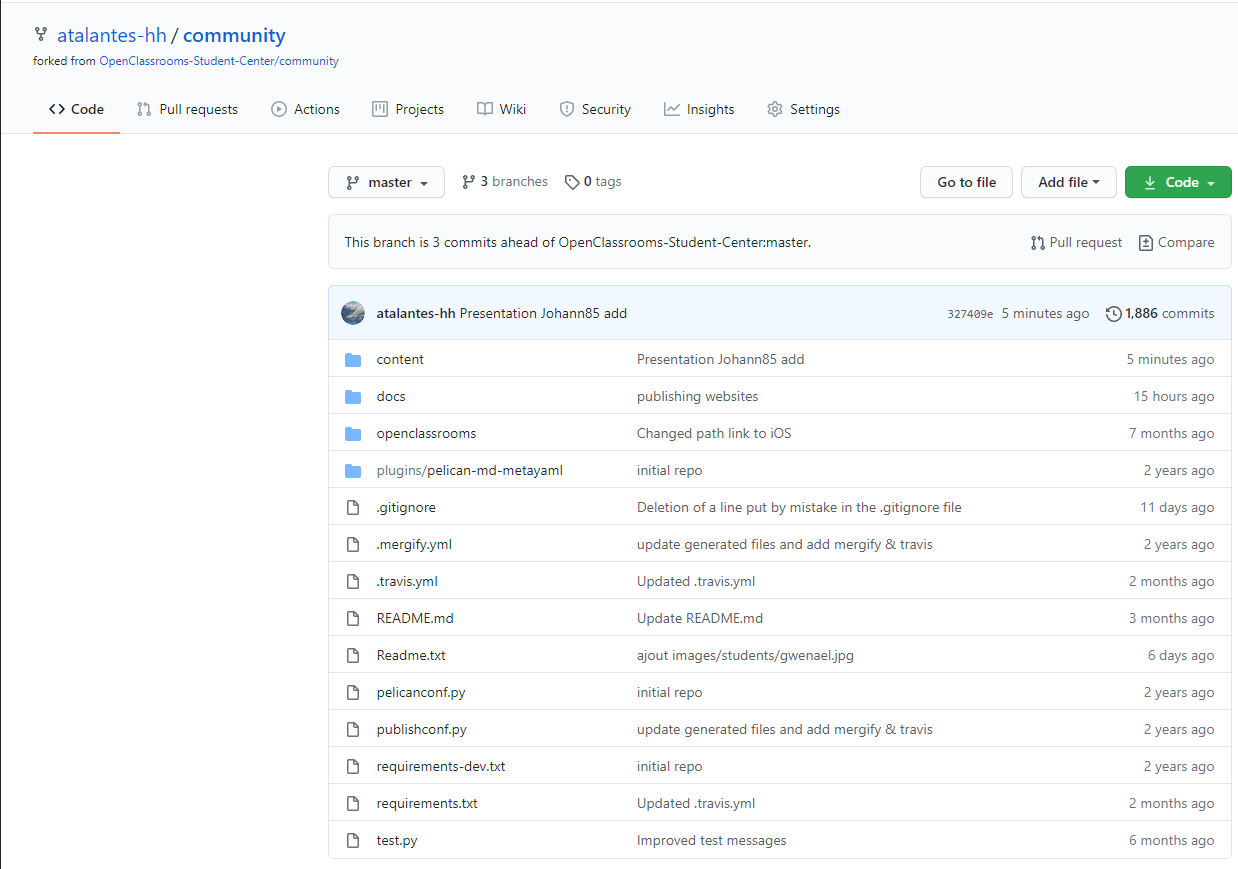 atalantes-hh / community
forked from OpenClassrooms-Student-Center/community
Code Pull requests Actions Projects Wiki Security Insights Settings
master 3 branches 0 tags Go to file Add file Code
This branch is 3 commits ahead of OpenClassrooms-Student-Center:master. Pull request Compare
atalantes-hh Presentation Johann85 add 327409e 5 minutes ago 1,886 commits
content Presentation Johann85 add 5 minutes ago
docs publishing websites 15 hours ago
openclassrooms Changed path link to iOS 7 months ago
plugins/pelican-md-metayaml initial repo 2 years ago
.gitignore Deletion of a line put by mistake in the .gitignore file 11 days ago
.mergify.yml update generated files and add mergify & travis 2 years ago
.travis.yml Updated .travis.yml 2 months ago
README.md Update README.md 3 months ago
Readme.txt ajout images/students/gwenael.jpg 6 days ago
pelicanconf.py initial repo 2 years ago
publishconf.py update generated files and add mergify & travis 2 years ago
requirements-dev.txt initial repo 2 years ago
requirements.txt Updated .travis.yml 2 months ago
test.py Improved test messages 6 months ago